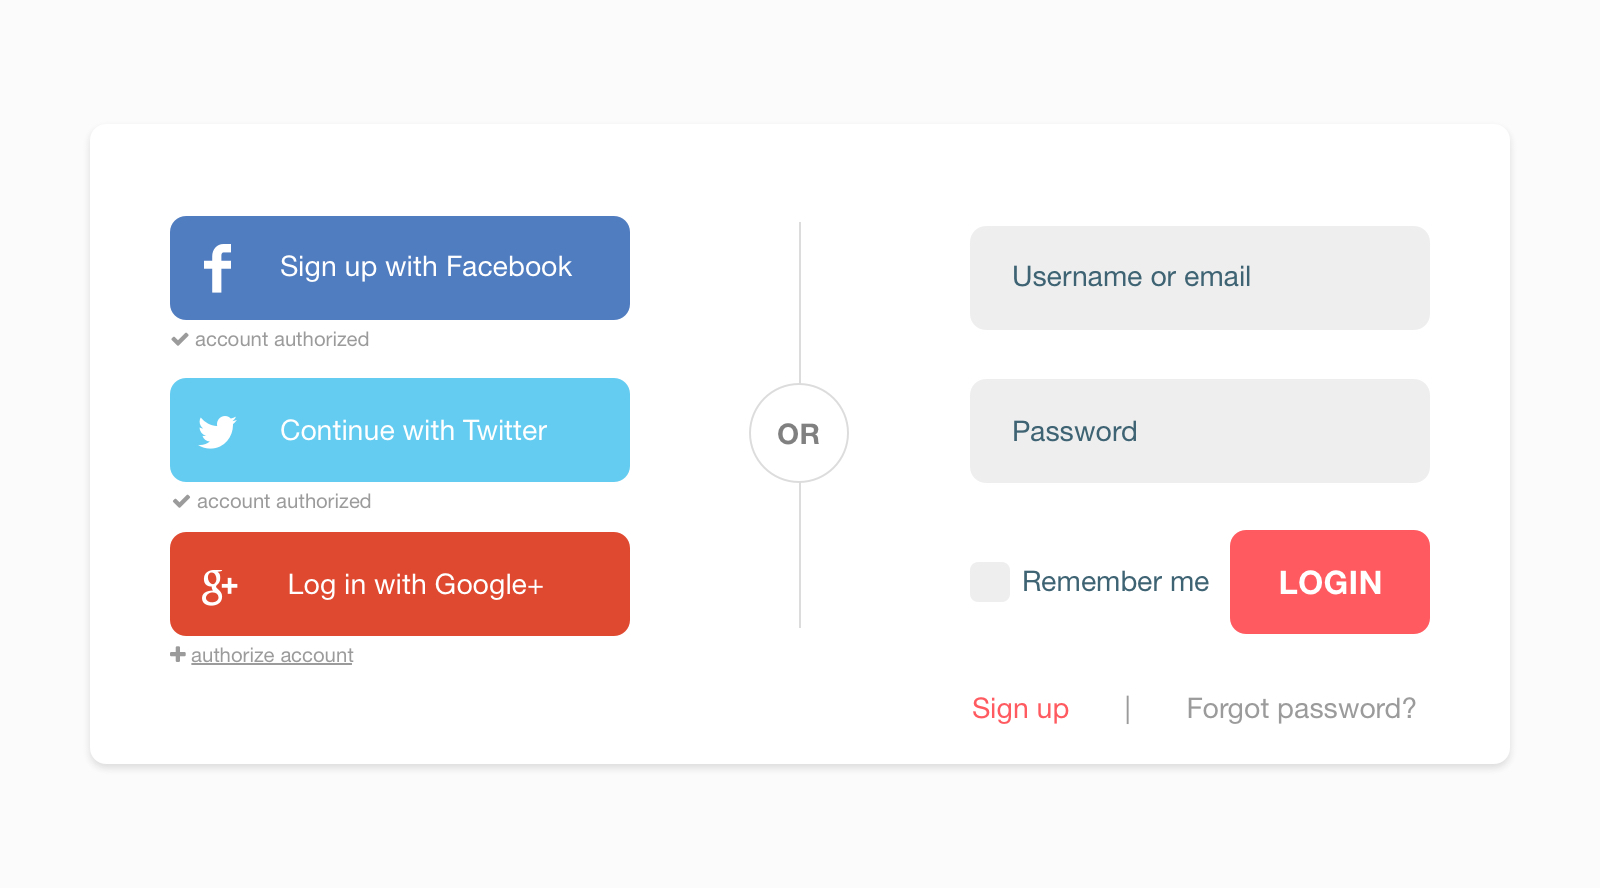 Sign up with Facebook
account authorized
Continue with Twitter
account authorized
g+ Log in with Google+
authorize account
OR
Username or email
Password
Remember me
LOGIN
Sign up | Forgot password?